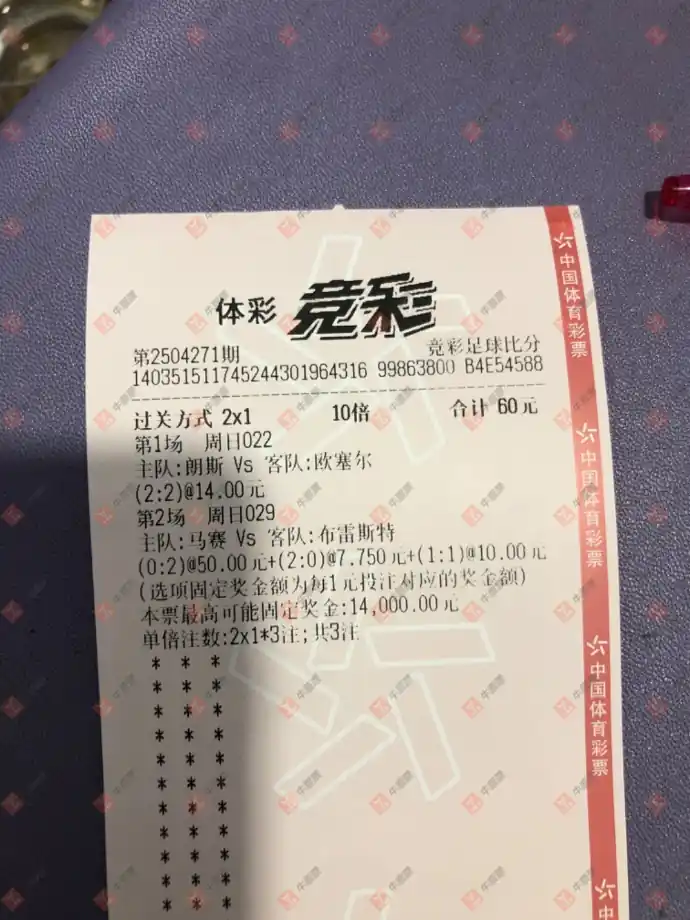 体彩 竞彩
第2504271期 竞彩足球比分
140351511745244301964316 99863800 B4E54588
过关方式 2x1 10倍 合计 60元
第1场 周日022
主队:朗斯 Vs 客队:欧塞尔
(2:2)@14.00元
第2场 周日029
主队:马赛 Vs 客队:布雷斯特
(0:2)@50.00元+(2:0)@7.750元+(1:1)@10.00元
(选项固定奖金额为每1元投注对应的奖金额)
本票最高可能固定奖金:14,000.00元
单倍注数:2x1*3注;共3注
* * *
* * *
* * *
* * *
* * *
* * *
* * *
* * *
* * *
* * *
* * *
中国体育彩票
中国体育彩票
中国体育彩票
中